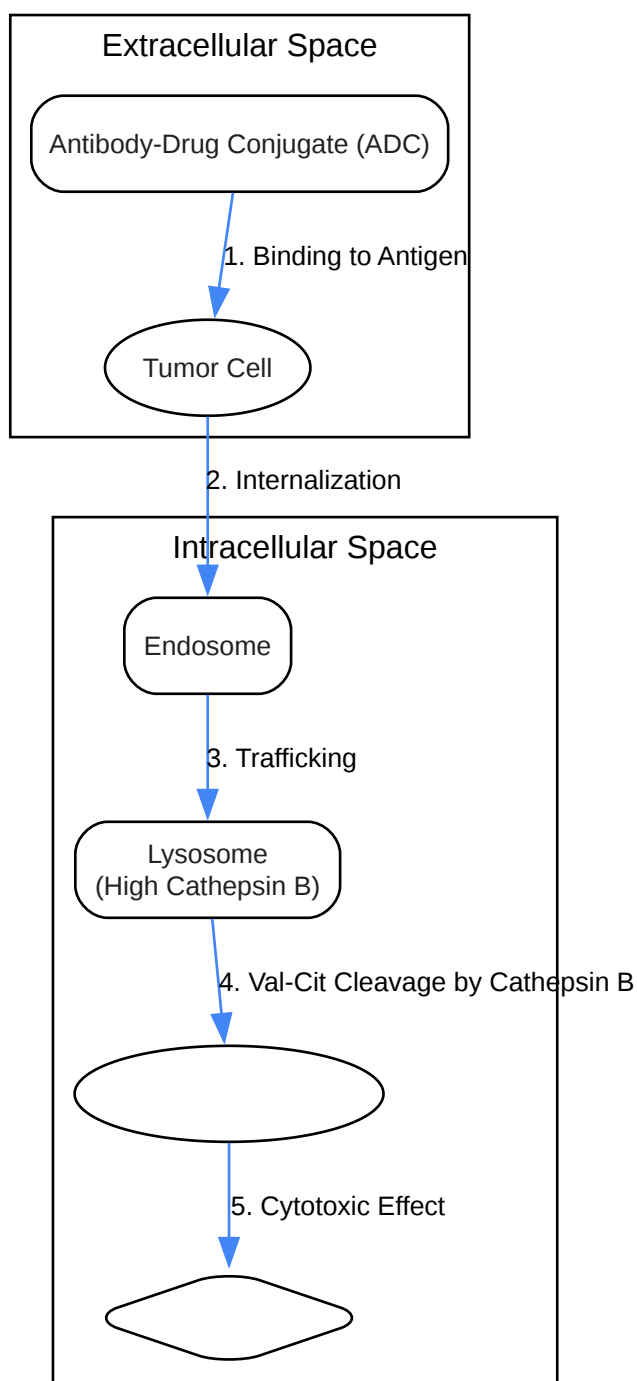 Extracellular Space
Antibody-Drug Conjugate (ADC)
1. Binding to Antigen
Tumor Cell
2. Internalization
Intracellular Space
Endosome
3. Trafficking
Lysosome
(High Cathepsin B)
4. Val-Cit Cleavage by Cathepsin B
5. Cytotoxic Effect